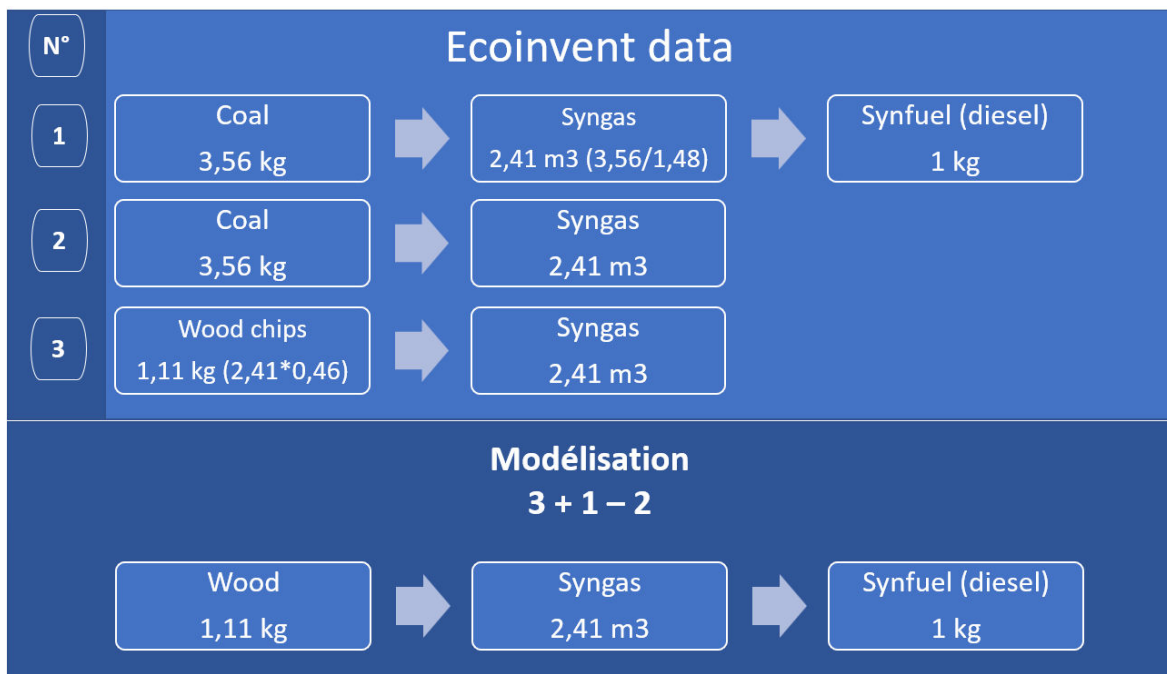 N°
Ecoinvent data
1
Coal
3,56 kg
Syngas
2,41 m3 (3,56/1,48)
Synfuel (diesel)
1 kg
2
Coal
3,56 kg
Syngas
2,41 m3
3
Wood chips
1,11 kg (2,41*0,46)
Syngas
2,41 m3
Modélisation
3 + 1 – 2
Wood
1,11 kg
Syngas
2,41 m3
Synfuel (diesel)
1 kg